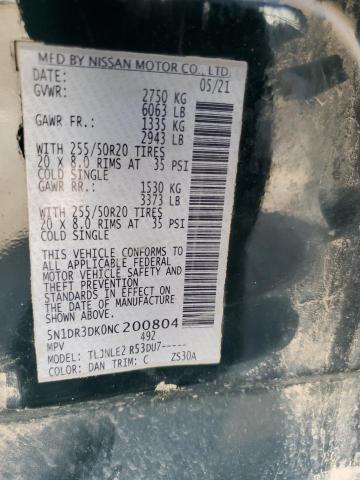 MFD BY NISSAN MOTOR CO., LTD.
DATE: 05/21
GVWR: 2750 KG
6063 LB
GAWR FR.: 1335 KG
2943 LB
WITH 255/50R20 TIRES
20 X 8.0 RIMS AT 35 PSI
COLD SINGLE
GAWR RR.: 1530 KG
3373 LB
WITH 255/50R20 TIRES
20 X 8.0 RIMS AT 35 PSI
COLD SINGLE
THIS VEHICLE CONFORMS TO
ALL APPLICABLE FEDERAL
MOTOR VEHICLE SAFETY AND
THEFT PREVENTION
STANDARDS IN EFFECT ON
THE DATE OF MANUFACTURE
SHOWN ABOVE.
5N1DR3DK0NC200804
MPV 492
MODEL: TLJNLE2 R53DU7-----
COLOR: DAN TRIM: C ZS30A